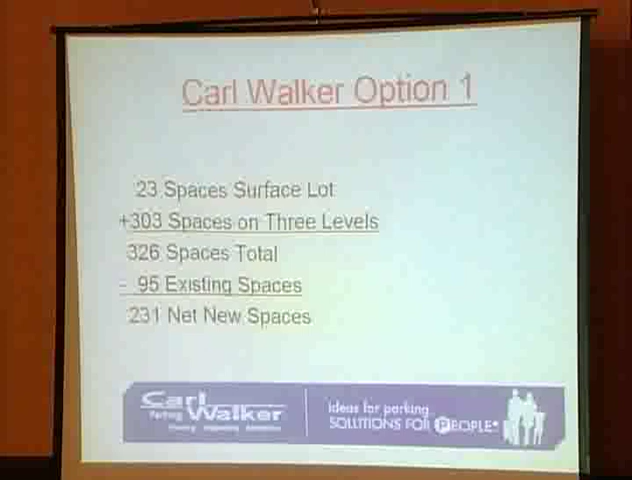 Carl Walker Option 1
23 Spaces Surface Lot
+303 Spaces on Three Levels
326 Spaces Total
- 95 Existing Spaces
231 Net New Spaces
Carl
Parking Walker
ideas for parking
SOLUTIONS FOR PEOPLE